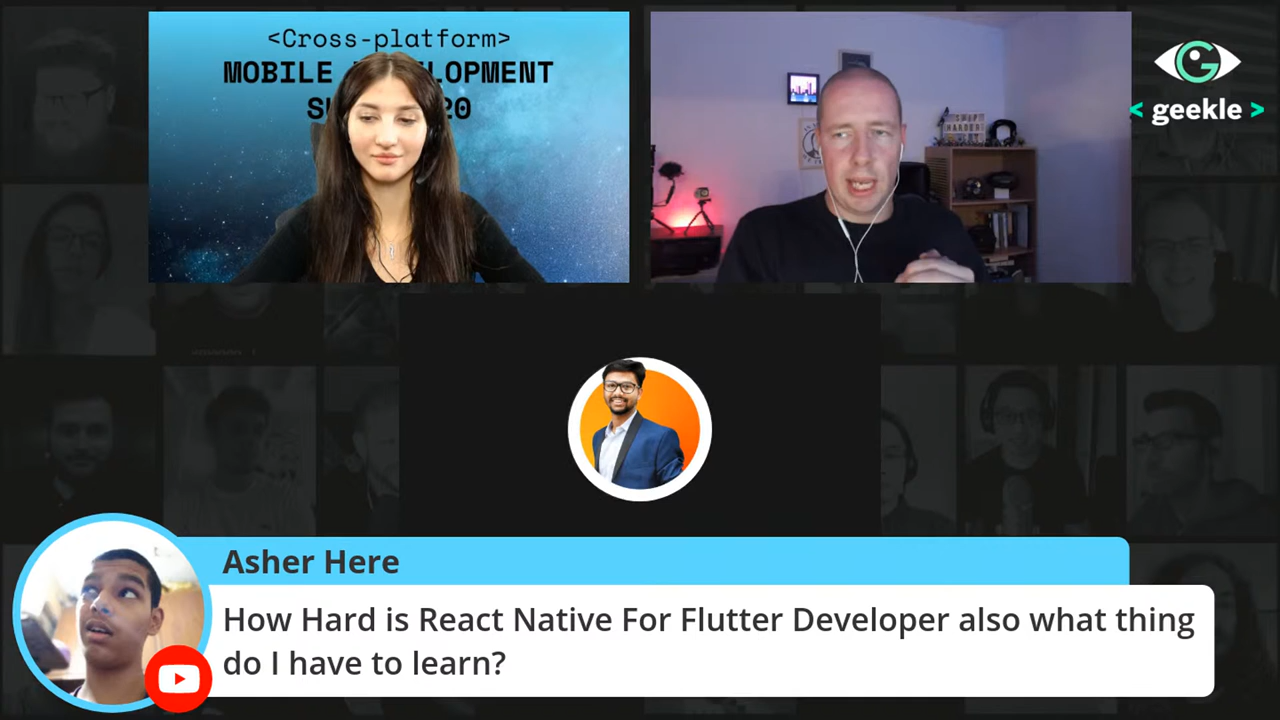 <Cross-platform>
MOBILE LOPMENT
20
< geekle >
Asher Here
How Hard is React Native For Flutter Developer also what thing
do I have to learn?